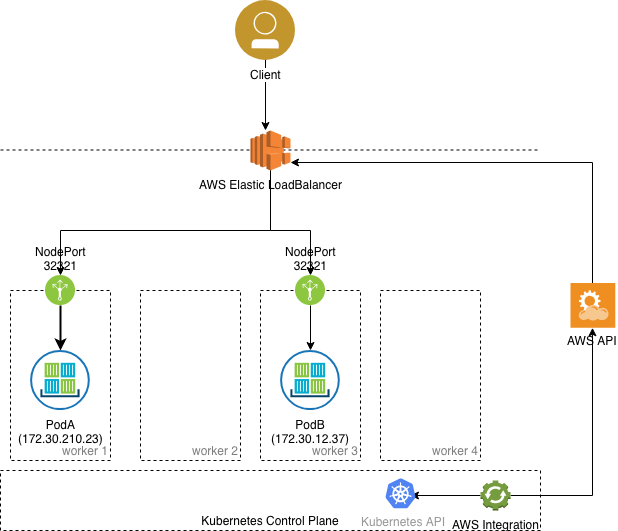 Client
AWS Elastic LoadBalancer
NodePort
32321
NodePort
32321
AWS API
PodA
(172.30.210.23)
worker 1
worker 2
PodB
(172.30.12.37)
worker 3
worker 4
Kubernetes Control Plane
Kubernetes API
AWS Integration